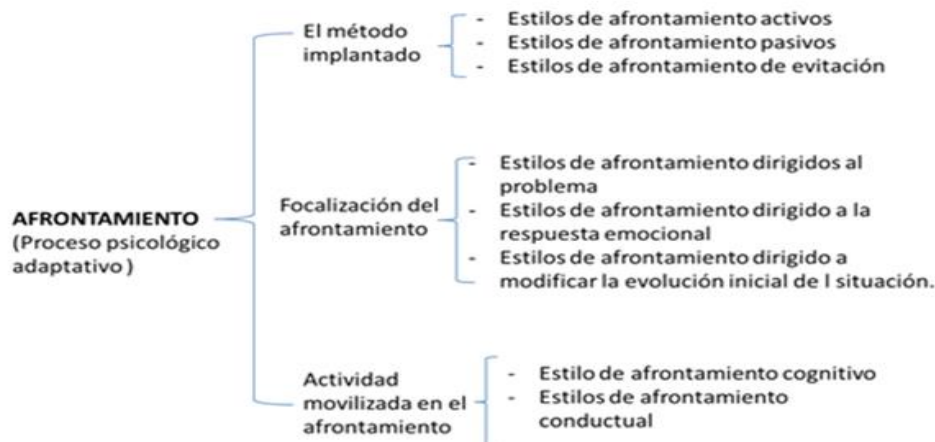 El método
implantado
- Estilos de afrontamiento activos
- Estilos de afrontamiento pasivos
- Estilos de afrontamiento de evitación
AFRONTAMIENTO
(Proceso psicológico
adaptativo )
Focalización del
afrontamiento
- Estilos de afrontamiento dirigidos al
problema
- Estilos de afrontamiento dirigido a la
respuesta emocional
- Estilos de afrontamiento dirigido a
modificar la evolución inicial de l situación.
Actividad
movilizada en el
afrontamiento
- Estilo de afrontamiento cognitivo
- Estilos de afrontamiento
conductual